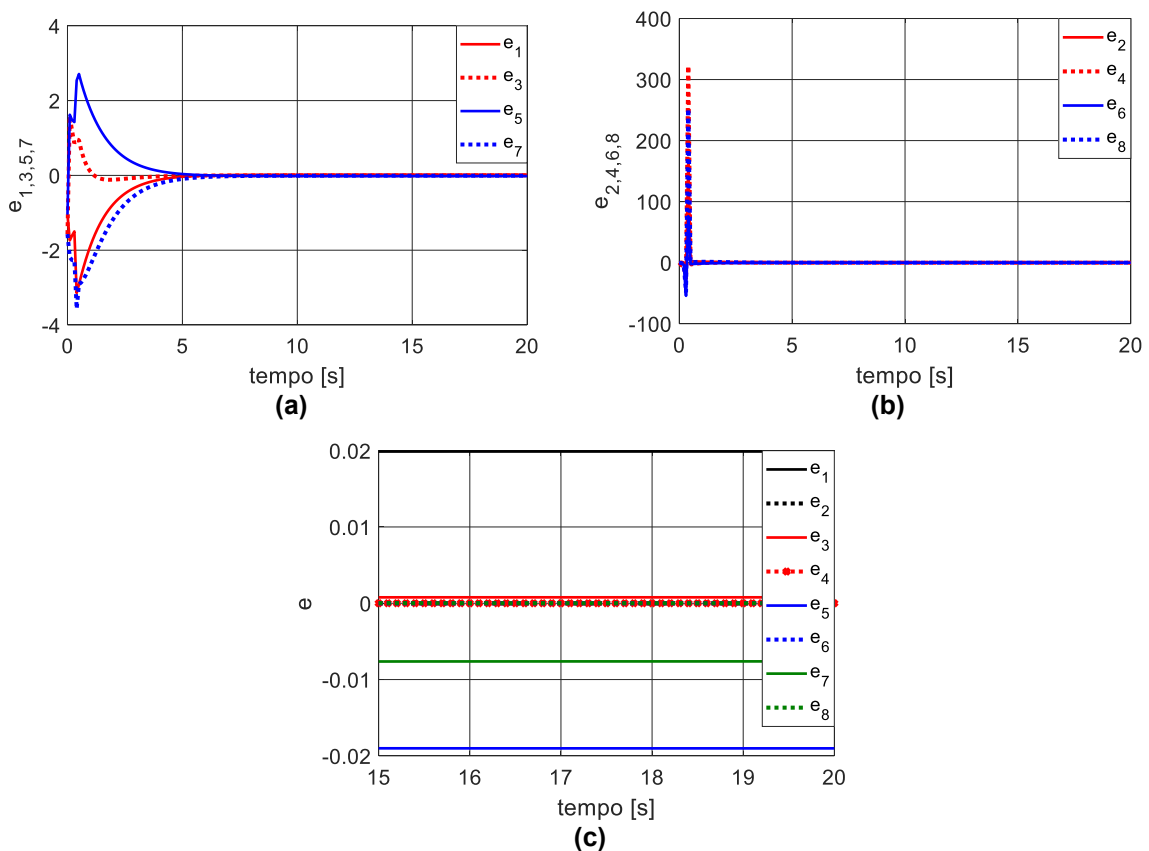 4
2
0
-2
-4
e1,3,5,7
0 5 10 15 20
tempo [s]
e1
e3
e5
e7
(a)
400
300
200
100
0
-100
e2,4,6,8
0 5 10 15 20
tempo [s]
e2
e4
e6
e8
(b)
0.02
0.01
0
-0.01
-0.02
e
15 16 17 18 19 20
tempo [s]
e1
e2
e3
e4
e5
e6
e7
e8
(c)